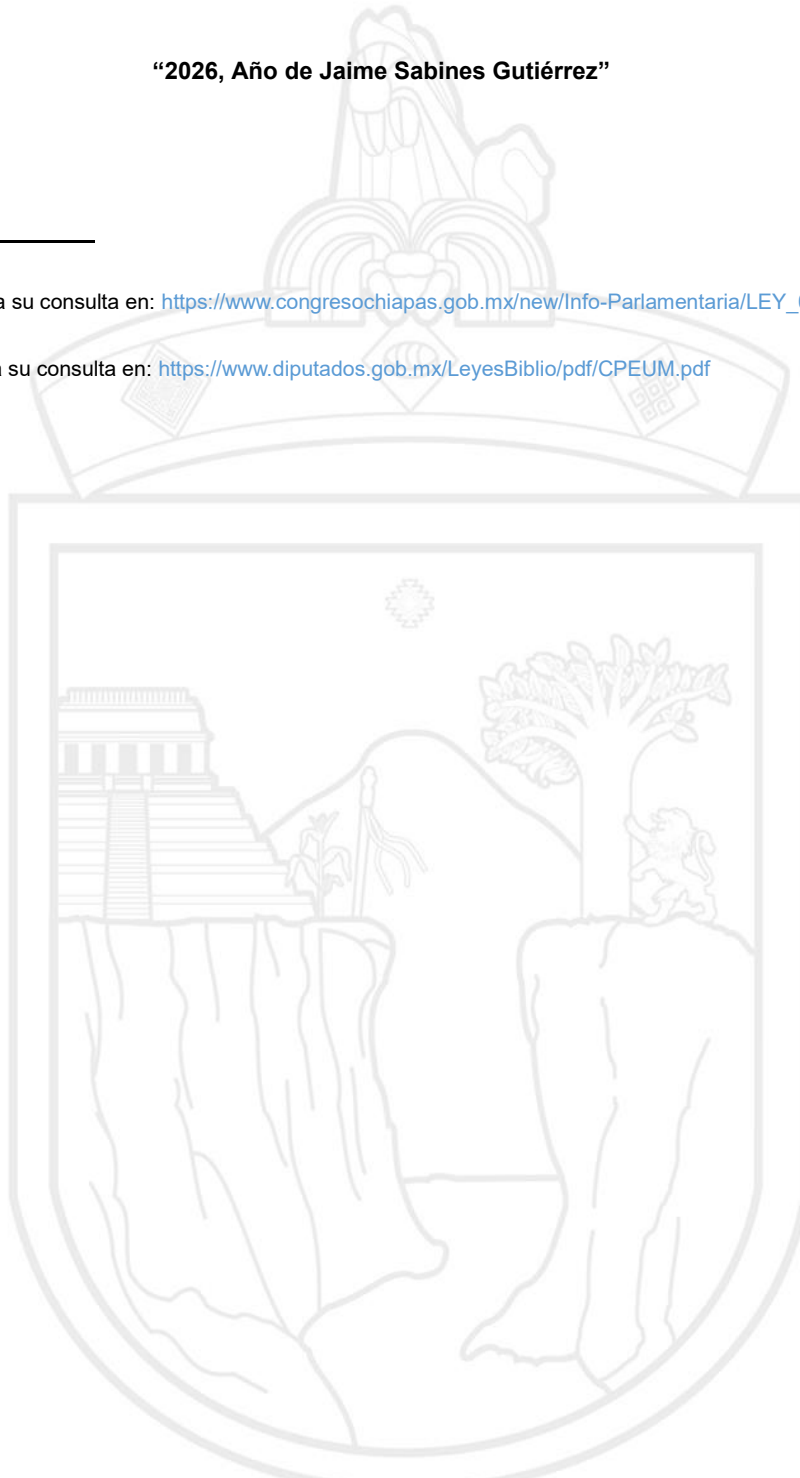 “2026, Año de Jaime Sabines Gutiérrez”
a su consulta en: https://www.congresochiapas.gob.mx/new/Info-Parlamentaria/LEY_
a su consulta en: https://www.diputados.gob.mx/LeyesBiblio/pdf/CPEUM.pdf